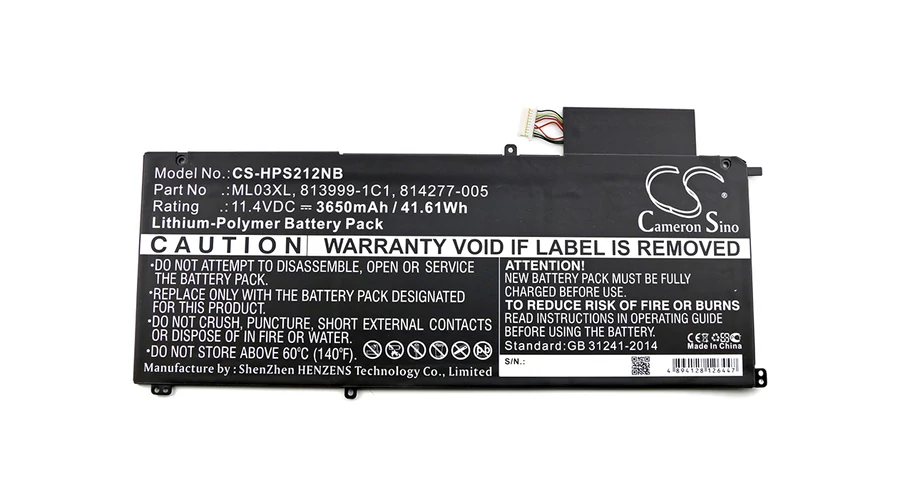 Model No.:CS-HPS212NB
Part No .:ML03XL, 813999-1C1, 814277-005
Rating .:11.4VDC ⎓ 3650mAh / 41.61Wh
Lithium-Polymer Battery Pack
Cameron Sino
CAUTION WARRANTY VOID IF LABEL IS REMOVED
•DO NOT ATTEMPT TO DISASSEMBLE, OPEN OR SERVICE
THE BATTERY PACK.
•REPLACE ONLY WITH THE BATTERY PACK DESIGNATED
FOR THIS PRODUCT.
•DO NOT CRUSH, PUNCTURE, SHORT EXTERNAL CONTACTS
OR DISPOSE OF IN FIRE OR WATER.
•DO NOT STORE ABOVE 60°C (140°F).
Manufacture by : ShenZhen HENZENS Technology Co., Limited
ATTENTION!
NEW BATTERY PACK MUST BE FULLY
CHARGED BEFORE USE.
TO REDUCE RISK OF FIRE OR BURNS
READ INSTRUCTIONS IN OPERATING GUIDE
BEFORE USING THE BATTERY.
Standard:GB 31241-2014
CE
Made In China
S/N.:
4 894128 126447